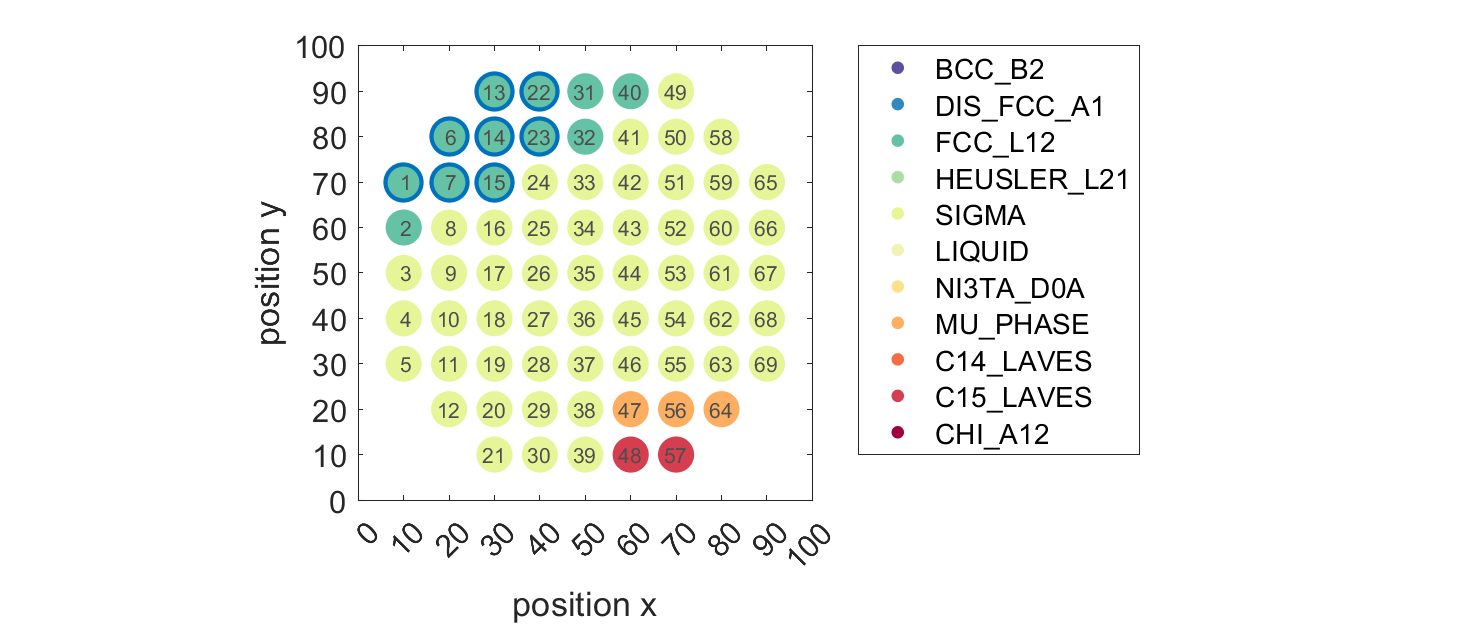 100
90
80
70
60
50
40
30
20
10
0
position y
13 22 31 40 49
6 14 23 32 41 50 58
1 7 15 24 33 42 51 59 65
2 8 16 25 34 43 52 60 66
3 9 17 26 35 44 53 61 67
4 10 18 27 36 45 54 62 68
5 11 19 28 37 46 55 63 69
12 20 29 38 47 56 64
21 30 39 48 57
0 10 20 30 40 50 60 70 80 90 100
position x
BCC_B2
DIS_FCC_A1
FCC_L12
HEUSLER_L21
SIGMA
LIQUID
NI3TA_D0A
MU_PHASE
C14_LAVES
C15_LAVES
CHI_A12